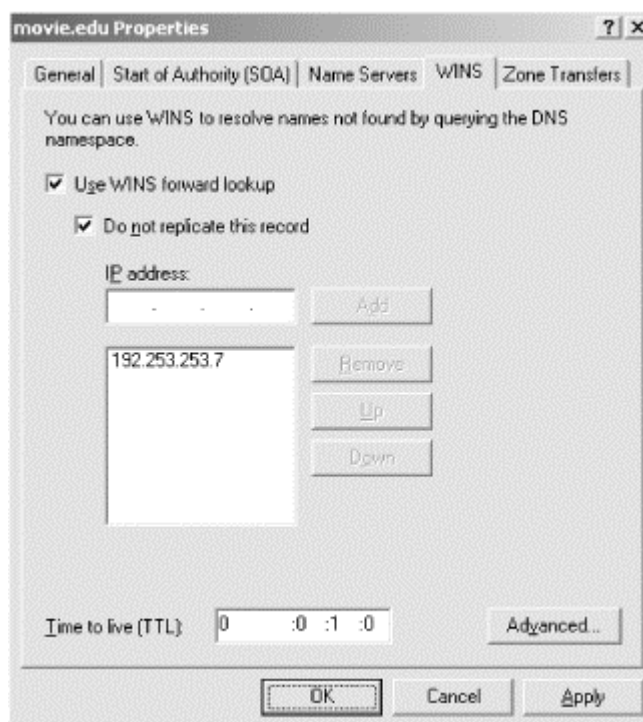 movie.edu Properties
General Start of Authority (SOA) Name Servers WINS Zone Transfers
You can use WINS to resolve names not found by querying the DNS
namespace.
Use WINS forward lookup
Do not replicate this record
IP address:
. . .
Add
192.253.253.7
Remove
Up
Down
Time to live (TTL): 0 :0 :1 :0
Advanced...
OK Cancel Apply